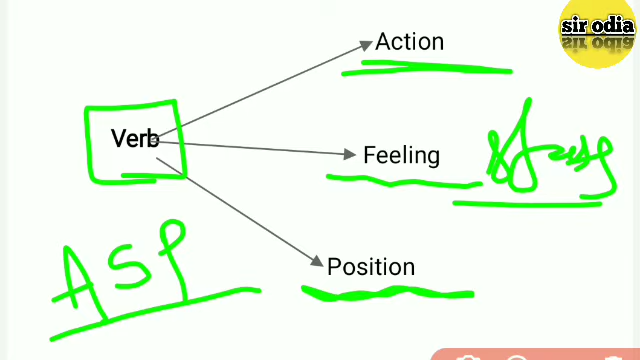 sir odia
Action
Verb
Feeling
ASP
Position